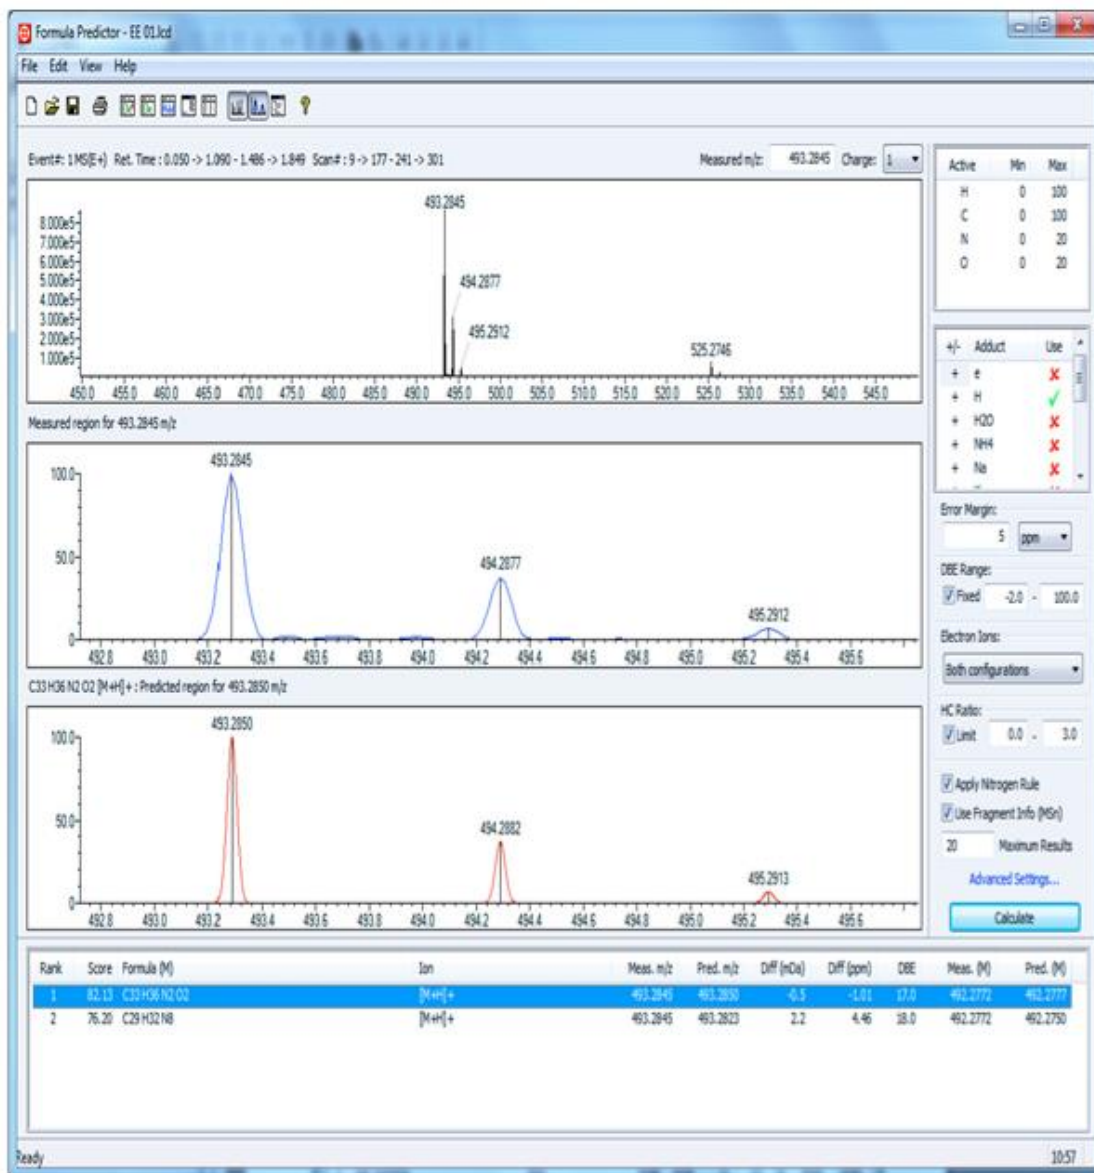 Formula Predictor - EE 01.lcd
File Edit View Help
Event#: 1 MS(E+) Ret. Time : 0.050 -> 1.090 - 1.486 -> 1.849 Scan# : 9 -> 177 - 241 -> 301
Measured m/z: 493.2845 Charge: 1
493.2845
8.000e5
7.000e5
6.000e5
5.000e5
4.000e5
3.000e5
2.000e5
1.000e5
494.2877
495.2912
525.2746
450.0 455.0 460.0 465.0 470.0 475.0 480.0 485.0 490.0 495.0 500.0 505.0 510.0 515.0 520.0 525.0 530.0 535.0 540.0 545.0
Measured region for 493.2845 m/z
493.2845
100.0
494.2877
50.0
495.2912
0
492.8 493.0 493.2 493.4 493.6 493.8 494.0 494.2 494.4 494.6 494.8 495.0 495.2 495.4 495.6
C33 H36 N2 O2 [M+H]+ : Predicted region for 493.2850 m/z
493.2850
100.0
494.2882
50.0
495.2913
0
492.8 493.0 493.2 493.4 493.6 493.8 494.0 494.2 494.4 494.6 494.8 495.0 495.2 495.4 495.6
Active Min Max
H 0 100
C 0 100
N 0 20
O 0 20
+/- Adduct Use
+ e
+ H
+ H2O
+ NH4
+ Na
Error Margin:
5 ppm
DBE Range:
Fixed -2.0 - 100.0
Electron Ions:
Both configurations
HC Ratio:
Limit 0.0 - 3.0
Apply Nitrogen Rule
Use Fragment Info (MSn)
20 Maximum Results
Advanced Settings...
Calculate
Rank Score Formula (M) Ion Meas. m/z Pred. m/z Diff (mDa) Diff (ppm) DBE Meas. (M) Pred. (M)
1 82.13 C33 H36 N2 O2 [M+H]+ 493.2845 493.2850 -0.5 -1.01 17.0 492.2772 492.2777
2 76.20 C29 H32 N8 [M+H]+ 493.2845 493.2823 2.2 4.46 18.0 492.2772 492.2750
Ready
10:57